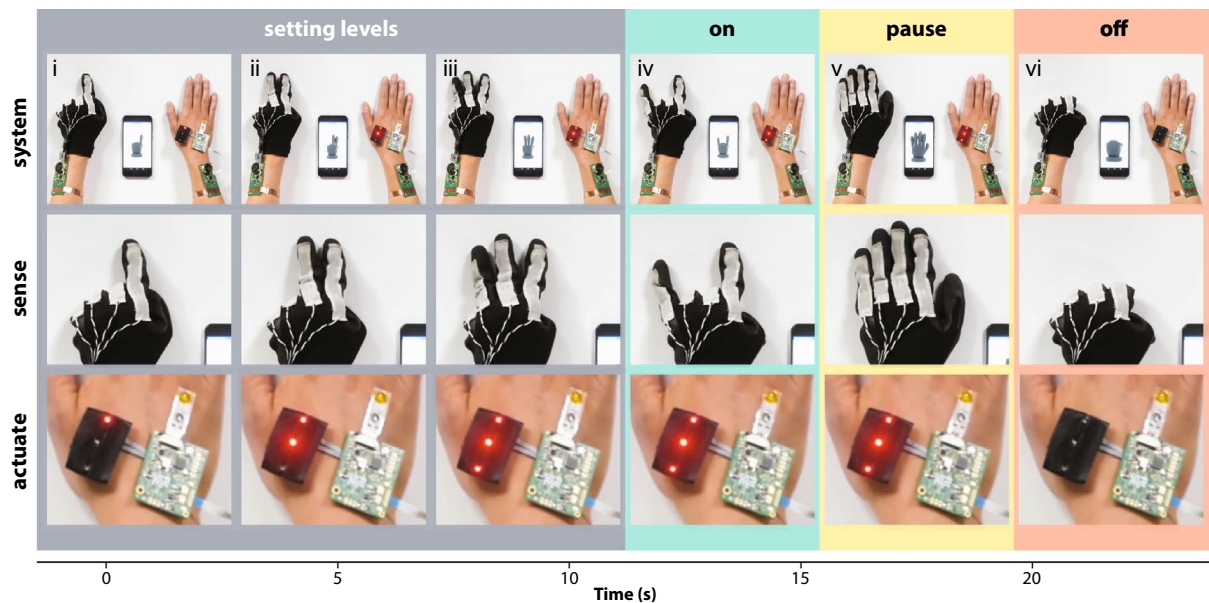 setting levels on pause off
i ii iii iv v vi
system
sense
actuate
0 5 10 15 20
Time (s)